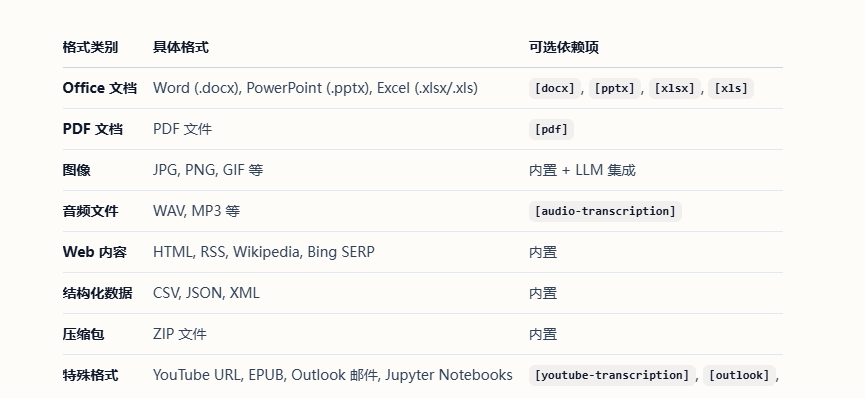 格式类别 具体格式 可选依赖项
Office 文档 Word (.docx), PowerPoint (.pptx), Excel (.xlsx/.xls) [docx], [pptx], [xlsx], [xls]
PDF 文档 PDF 文件 [pdf]
图像 JPG, PNG, GIF 等 内置 + LLM 集成
音频文件 WAV, MP3 等 [audio-transcription]
Web 内容 HTML, RSS, Wikipedia, Bing SERP 内置
结构化数据 CSV, JSON, XML 内置
压缩包 ZIP 文件 内置
特殊格式 YouTube URL, EPUB, Outlook 邮件, Jupyter Notebooks [youtube-transcription], [outlook],